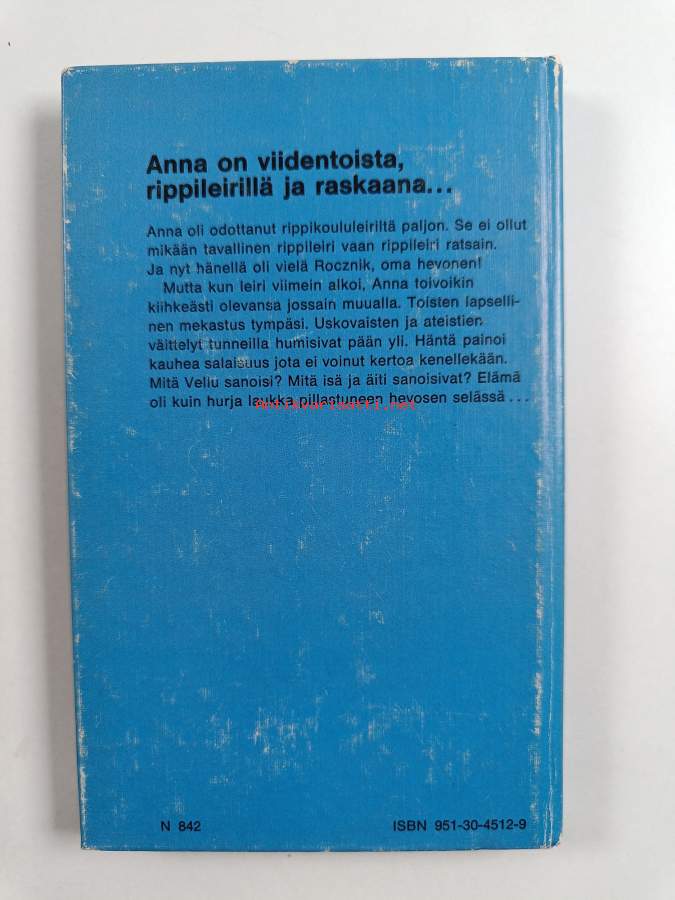 Anna on viidentoista,
rippileirillä ja raskaana...
Anna oli odottanut rippikoululeiriltä paljon. Se ei ollut
mikään tavallinen rippileiri vaan rippileiri ratsain.
Ja nyt hänellä oli vielä Rocznik, oma hevonen!
Mutta kun leiri viimein alkoi, Anna toivoikin
kiihkeästi olevansa jossain muualla. Toisten lapselli-
nen mekastus tympäsi. Uskovaisten ja ateistien
väittelyt tunneilla humisivat pään yli. Häntä painoi
kauhea salaisuus jota ei voinut kertoa kenellekään.
Mitä Veliu sanoisi? Mitä isä ja äiti sanoisivat? Elämä
oli kuin hurja laukka pillastuneen hevosen selässä...
Antikvariaatti.net
N 842 ISBN 951-30-4512-9